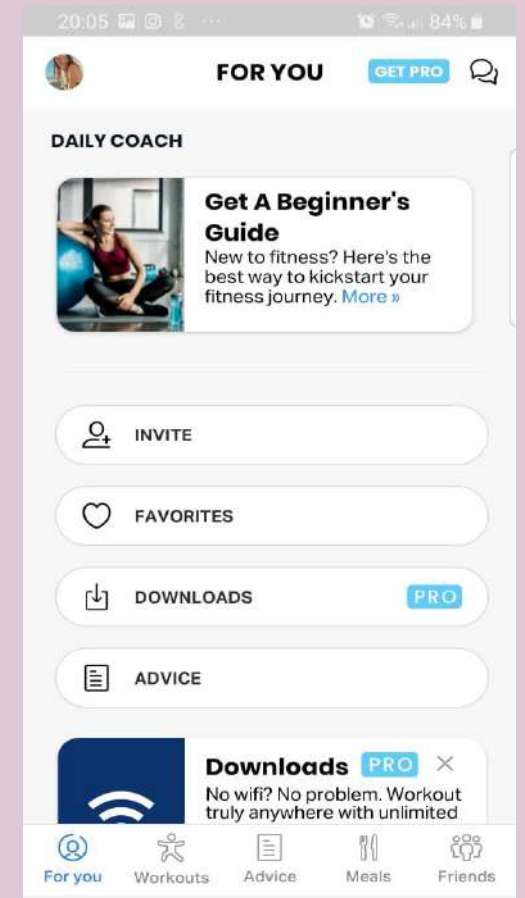 20:05 84%
FOR YOU GET PRO
DAILY COACH
Get A Beginner's
Guide
New to fitness? Here's the
best way to kickstart your
fitness journey. More »
INVITE
FAVORITES
DOWNLOADS PRO
ADVICE
Downloads PRO
No wifi? No problem. Workout
truly anywhere with unlimited
For you Workouts Advice Meals Friends